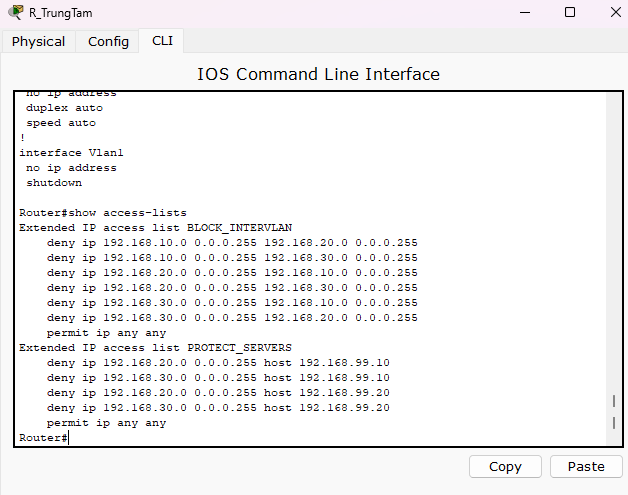 R_TrungTam
Physical Config CLI
IOS Command Line Interface
no ip address
duplex auto
speed auto
!
interface Vlan1
no ip address
shutdown
Router#show access-lists
Extended IP access list BLOCK_INTERVLAN
deny ip 192.168.10.0 0.0.0.255 192.168.20.0 0.0.0.255
deny ip 192.168.10.0 0.0.0.255 192.168.30.0 0.0.0.255
deny ip 192.168.20.0 0.0.0.255 192.168.10.0 0.0.0.255
deny ip 192.168.20.0 0.0.0.255 192.168.30.0 0.0.0.255
deny ip 192.168.30.0 0.0.0.255 192.168.10.0 0.0.0.255
deny ip 192.168.30.0 0.0.0.255 192.168.20.0 0.0.0.255
permit ip any any
Extended IP access list PROTECT_SERVERS
deny ip 192.168.20.0 0.0.0.255 host 192.168.99.10
deny ip 192.168.30.0 0.0.0.255 host 192.168.99.10
deny ip 192.168.20.0 0.0.0.255 host 192.168.99.20
deny ip 192.168.30.0 0.0.0.255 host 192.168.99.20
permit ip any any
Router#
Copy Paste